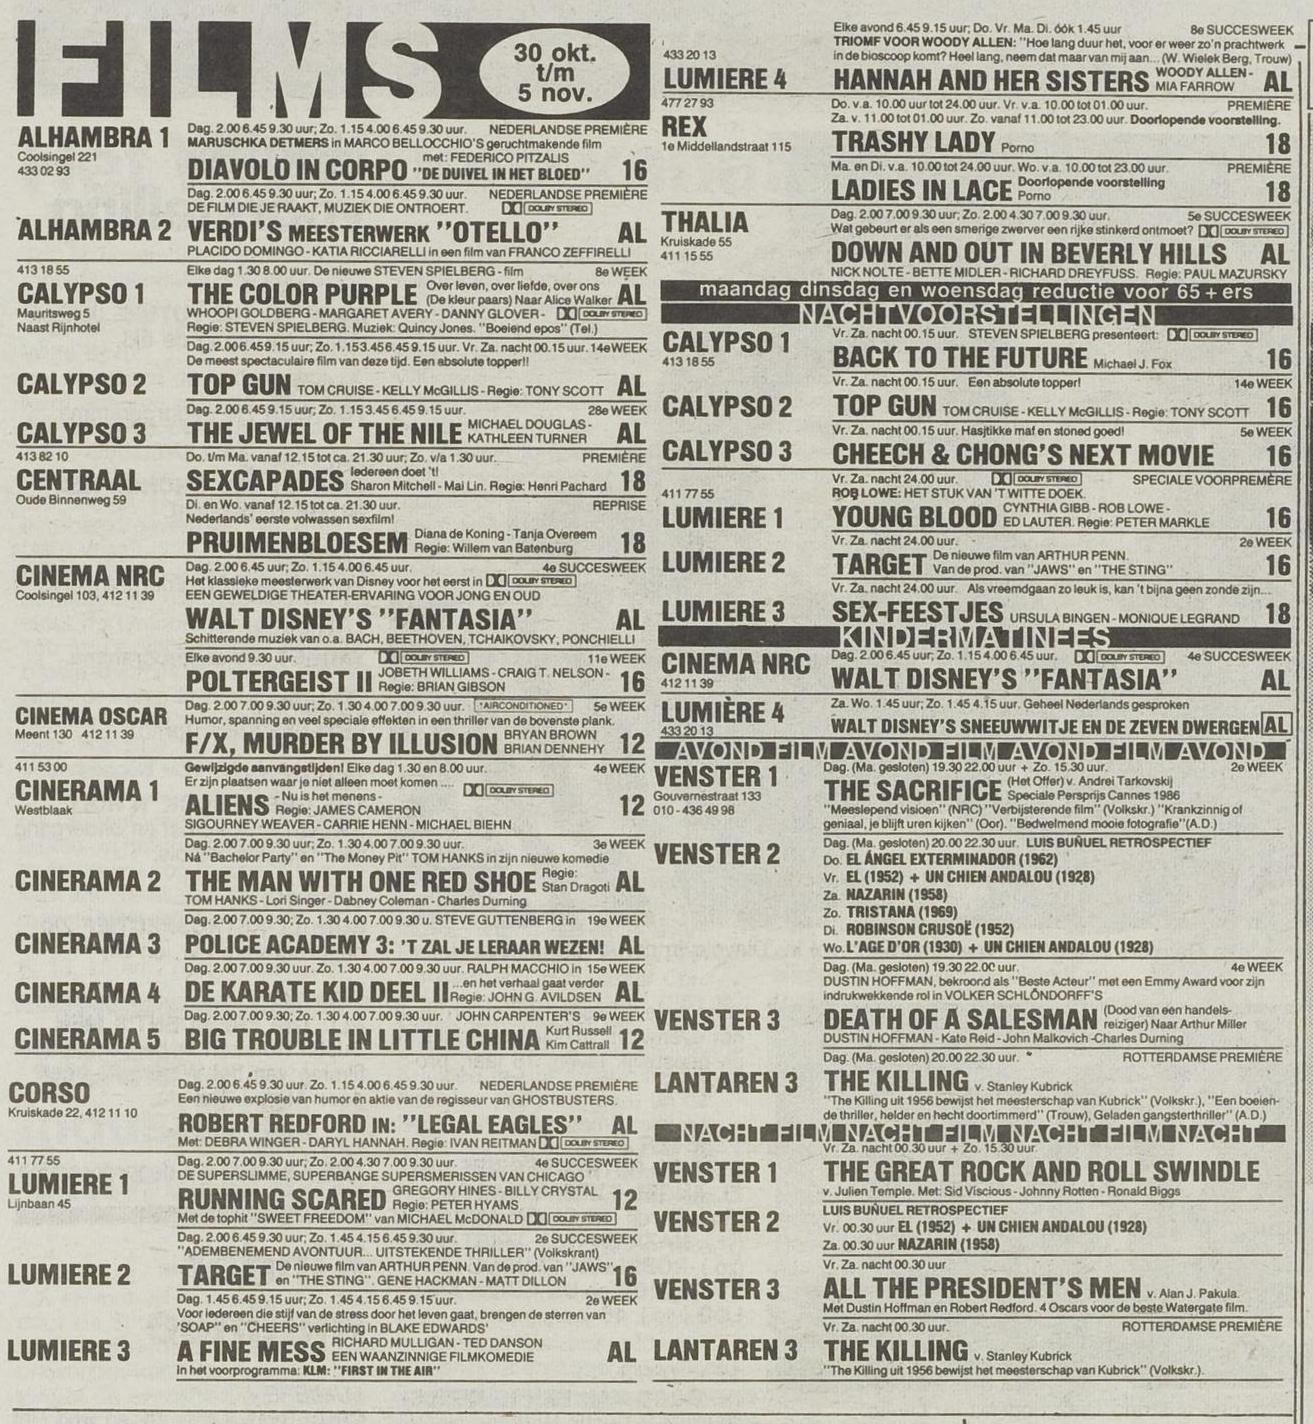 FILMS
30 okt.
t/m
5 nov.
ALHAMBRA 1
Coolsingel 221
433 02 93
Dag. 2.00 6.45 9.30 uur; Zo. 1.15 4.00 6.45 9.30 uur. NEDERLANDSE PREMIÈRE
MARUSCHKA DETMERS in MARCO BELLOCCHIO'S geruchtmakende film
met: FEDERICO PITZALIS
DIAVOLO IN CORPO "DE DUIVEL IN HET BLOED" 16
Dag. 2.00 6.45 9.30 uur; Zo. 1.15 4.00 6.45 9.30 uur. NEDERLANDSE PREMIÈRE
DE FILM DIE JE RAAKT, MUZIEK DIE ONTROERT. DOLBY STEREO
ALHAMBRA 2 VERDI'S MEESTERWERK "OTELLO" AL
PLACIDO DOMINGO - KATIA RICCIARELLI in een film van FRANCO ZEFFIRELLI
413 18 55
CALYPSO 1
Mauritsweg 5
Naast Rijnhotel
Elke dag 1.30 8.00 uur. De nieuwe STEVEN SPIELBERG - film 8e WEEK
THE COLOR PURPLE Over leven, over liefde, over ons
(De kleur paars) Naar Alice Walker AL
WHOOPI GOLDBERG - MARGARET AVERY - DANNY GLOVER - DOLBY STEREO
Regie: STEVEN SPIELBERG. Muziek: Quincy Jones. "Boeiend epos" (Tel.)
Dag. 2.00 6.45 9.15 uur; Zo. 1.15 3.45 6.45 9.15 uur. Vr. Za. nacht 00.15 uur. 14e WEEK
De meest spectaculaire film van deze tijd. Een absolute topper!!
CALYPSO 2 TOP GUN TOM CRUISE - KELLY McGILLIS - Regie: TONY SCOTT AL
Dag. 2.00 6.45 9.15 uur; Zo. 1.15 3.45 6.45 9.15 uur. 28e WEEK
CALYPSO 3 THE JEWEL OF THE NILE MICHAEL DOUGLAS -
KATHLEEN TURNER AL
413 82 10
CENTRAAL
Oude Binnenweg 59
Do. t/m Ma. vanaf 12.15 tot ca. 21.30 uur; Zo. v/a 1.30 uur. PREMIÈRE
SEXCAPADES Iedereen doet 't!
Sharon Mitchell - Mai Lin. Regie: Henri Pachard 18
Di. en Wo. vanaf 12.15 tot ca. 21.30 uur. REPRISE
Nederlands' eerste volwassen sexfilm!
PRUIMENBLOESEM Diana de Koning - Tanja Overeem
Regie: Willem van Batenburg 18
CINEMA NRC
Coolsingel 103, 412 11 39
Dag. 2.00 6.45 uur; Zo. 1.15 4.00 6.45 uur. 4e SUCCESWEEK
Het klassieke meesterwerk van Disney voor het eerst in DOLBY STEREO
EEN GEWELDIGE THEATER-ERVARING VOOR JONG EN OUD
WALT DISNEY'S "FANTASIA" AL
Schitterende muziek van o.a. BACH, BEETHOVEN, TCHAIKOVSKY, PONCHIELLI
Elke avond 9.30 uur. DOLBY STEREO 11e WEEK
POLTERGEIST II JOBETH WILLIAMS - CRAIG T. NELSON -
Regie: BRIAN GIBSON 16
CINEMA OSCAR
Meent 130 412 11 39
Dag. 2.00 7.00 9.30 uur; Zo. 1.30 4.00 7.00 9.30 uur. "AIRCONDITIONED" 5e WEEK
Humor, spanning en veel speciale effekten in een thriller van de bovenste plank.
F/X, MURDER BY ILLUSION BRYAN BROWN
BRIAN DENNEHY 12
411 53 00
CINERAMA 1
Westblaak
Gewijzigde aanvangstijden! Elke dag 1.30 en 8.00 uur. 4e WEEK
Er zijn plaatsen waar je niet alleen moet komen .... DOLBY STEREO
ALIENS - Nu is het menens -
Regie: JAMES CAMERON 12
SIGOURNEY WEAVER - CARRIE HENN - MICHAEL BIEHN
Dag. 2.00 7.00 9.30 uur; Zo. 1.30 4.00 7.00 9.30 uur. 3e WEEK
Ná "Bachelor Party" en "The Money Pit" TOM HANKS in zijn nieuwe komedie
CINERAMA 2 THE MAN WITH ONE RED SHOE Regie:
Stan Dragoti AL
TOM HANKS - Lori Singer - Dabney Coleman - Charles Durning
Dag. 2.00 7.00 9.30; Zo. 1.30 4.00 7.00 9.30 u. STEVE GUTTENBERG in 19e WEEK
CINERAMA 3 POLICE ACADEMY 3: 'T ZAL JE LERAAR WEZEN! AL
Dag. 2.00 7.00 9.30 uur. Zo. 1.30 4.00 7.00 9.30 uur. RALPH MACCHIO in 15e WEEK
CINERAMA 4 DE KARATE KID DEEL II ...en het verhaal gaat verder
Regie: JOHN G. AVILDSEN AL
Dag. 2.00 7.00 9.30; Zo. 1.30 4.00 7.00 9.30 uur. JOHN CARPENTER'S 9e WEEK
CINERAMA 5 BIG TROUBLE IN LITTLE CHINA Kurt Russell
Kim Cattrall 12
CORSO
Kruiskade 22, 412 11 10
Dag. 2.00 6.45 9.30 uur. Zo. 1.15 4.00 6.45 9.30 uur. NEDERLANDSE PREMIÈRE
Een nieuwe explosie van humor en aktie van de regisseur van GHOSTBUSTERS.
ROBERT REDFORD IN: "LEGAL EAGLES" AL
Met: DEBRA WINGER - DARYL HANNAH. Regie: IVAN REITMAN DOLBY STEREO
411 77 55
LUMIERE 1
Lijnbaan 45
Dag. 2.00 7.00 9.30 uur; Zo. 2.00 4.30 7.00 9.30 uur. 4e SUCCESWEEK
DE SUPERSLIMME, SUPERBANGE SUPERSMERISSEN VAN CHICAGO
RUNNING SCARED GREGORY HINES - BILLY CRYSTAL
Regie: PETER HYAMS 12
Met de tophit "SWEET FREEDOM" van MICHAEL McDONALD DOLBY STEREO
Dag. 2.00 6.45 9.30 uur; Zo. 1.45 4.15 6.45 9.30 uur. 2e SUCCESWEEK
"ADEMBENEMEND AVONTUUR... UITSTEKENDE THRILLER" (Volkskrant)
LUMIERE 2 TARGET De nieuwe film van ARTHUR PENN. Van de prod. van "JAWS"
en "THE STING". GENE HACKMAN - MATT DILLON 16
Dag. 1.45 6.45 9.15 uur; Zo. 1.45 4.15 6.45 9.15 uur. 2e WEEK
Voor iedereen die stijf van de stress door het leven gaat, brengen de sterren van
'SOAP" en "CHEERS" verlichting in BLAKE EDWARDS'
LUMIERE 3 A FINE MESS RICHARD MULLIGAN - TED DANSON
EEN WAANZINNIGE FILMKOMEDIE AL
In het voorprogramma: KLM: "FIRST IN THE AIR"
Elke avond 6.45 9.15 uur; Do. Vr. Ma. Di. óók 1.45 uur 8e SUCCESWEEK
TRIOMF VOOR WOODY ALLEN: "Hoe lang duur het, voor er weer zo'n prachtwerk
in de bioscoop komt? Heel lang, neem dat maar van mij aan... (W. Wielek Berg, Trouw)
433 20 13
LUMIERE 4 HANNAH AND HER SISTERS WOODY ALLEN -
MIA FARROW AL
477 27 93
REX
1e Middellandstraat 115
Do. v.a. 10.00 uur tot 24.00 uur. Vr. v.a. 10.00 tot 01.00 uur. PREMIÈRE
Za. v. 11.00 tot 01.00 uur. Zo. vanaf 11.00 tot 23.00 uur. Doorlopende voorstelling.
TRASHY LADY Porno 18
Ma. en Di. v.a. 10.00 tot 24.00 uur. Wo. v.a. 10.00 tot 23.00 uur. PREMIÈRE
LADIES IN LACE Doorlopende voorstelling
Porno 18
THALIA
Kruiskade 55
411 15 55
Dag. 2.00 7.00 9.30 uur; Zo. 2.00 4.30 7.00 9.30 uur. 5e SUCCESWEEK
Wat gebeurt er als een smerige zwerver een rijke stinkerd ontmoet? DOLBY STEREO
DOWN AND OUT IN BEVERLY HILLS AL
NICK NOLTE - BETTE MIDLER - RICHARD DREYFUSS. Regie: PAUL MAZURSKY
maandag dinsdag en woensdag reductie voor 65 + ers
NACHTVOORSTELLINGEN
CALYPSO 1
413 18 55
Vr. Za. nacht 00.15 uur. STEVEN SPIELBERG presenteert: DOLBY STEREO
BACK TO THE FUTURE Michael J. Fox 16
Vr. Za. nacht 00.15 uur. Een absolute topper! 14e WEEK
CALYPSO 2 TOP GUN TOM CRUISE - KELLY McGILLIS - Regie: TONY SCOTT 16
Vr. Za. nacht 00.15 uur. Hasjtikke maf en stoned goed! 5e WEEK
CALYPSO 3 CHEECH & CHONG'S NEXT MOVIE 16
Vr. Za. nacht 24.00 uur. DOLBY STEREO SPECIALE VOORPREMÈRE
ROB LOWE: HET STUK VAN 'T WITTE DOEK.
411 77 55
LUMIERE 1 YOUNG BLOOD CYNTHIA GIBB - ROB LOWE -
ED LAUTER. Regie: PETER MARKLE 16
Vr. Za. nacht 24.00 uur. 2e WEEK
LUMIERE 2 TARGET De nieuwe film van ARTHUR PENN.
Van de prod. van "JAWS" en "THE STING" 16
Vr. Za. nacht 24.00 uur. Als vreemdgaan zo leuk is, kan 't bijna geen zonde zijn...
LUMIERE 3 SEX-FEESTJES URSULA BINGEN - MONIQUE LEGRAND 18
KINDERMATINEES
Dag. 2.00 6.45 uur; Zo. 1.15 4.00 6.45 uur. DOLBY STEREO 4e SUCCESWEEK
CINEMA NRC WALT DISNEY'S "FANTASIA" AL
412 11 39
Za. Wo. 1.45 uur; Zo. 1.45 4.15 uur. Geheel Nederlands gesproken
LUMIÈRE 4 WALT DISNEY'S SNEEUWWITJE EN DE ZEVEN DWERGEN AL
433 20 13
AVOND FILM AVOND FILM AVOND FILM AVOND
VENSTER 1
Gouvernestraat 133
010 - 436 49 98
Dag. (Ma. gesloten) 19.30 22.00 uur + Zo. 15.30 uur. 2e WEEK
THE SACRIFICE (Het Offer) v. Andrei Tarkovskij
Speciale Persprijs Cannes 1986
"Meeslepend visioen" (NRC) "Verbijsterende film" (Volkskr.) "Krankzinnig of
geniaal, je blijft uren kijken" (Oor). "Bedwelmend mooie fotografie" (A.D.)
VENSTER 2
Dag. (Ma. gesloten) 20.00 22.30 uur. LUIS BUÑUEL RETROSPECTIEF
Do. EL ÁNGEL EXTERMINADOR (1962)
Vr. EL (1952) + UN CHIEN ANDALOU (1928)
Za. NAZARIN (1958)
Zo. TRISTANA (1969)
Di. ROBINSON CRUSOË (1952)
Wo. L'AGE D'OR (1930) + UN CHIEN ANDALOU (1928)
Dag. (Ma. gesloten) 19.30 22.00 uur. 4e WEEK
DUSTIN HOFFMAN, bekroond als "Beste Acteur" met een Emmy Award voor zijn
indrukwekkende rol in VOLKER SCHLÖNDORFF'S
VENSTER 3 DEATH OF A SALESMAN (Dood van een handels-
reiziger) Naar Arthur Miller
DUSTIN HOFFMAN - Kate Reid - John Malkovich - Charles Durning
Dag. (Ma. gesloten) 20.00 22.30 uur. ROTTERDAMSE PREMIÈRE
LANTAREN 3 THE KILLING v. Stanley Kubrick
"The Killing uit 1956 bewijst het meesterschap van Kubrick" (Volkskr.), "Een boeien-
de thriller, helder en hecht doortimmerd" (Trouw), Geladen gangsterthriller" (A.D.)
NACHT FILM NACHT FILM NACHT FILM NACHT
Vr. Za. nacht 00.30 uur + Zo. 15.30 uur.
VENSTER 1 THE GREAT ROCK AND ROLL SWINDLE
v. Julien Temple. Met: Sid Viscious - Johnny Rotten - Ronald Biggs
VENSTER 2 LUIS BUÑUEL RETROSPECTIEF
Vr. 00.30 uur EL (1952) + UN CHIEN ANDALOU (1928)
Za. 00.30 uur NAZARIN (1958)
Vr. Za. nacht 00.30 uur
VENSTER 3 ALL THE PRESIDENT'S MEN v. Alan J. Pakula.
Met Dustin Hoffman en Robert Redford. 4 Oscars voor de beste Watergate film.
Vr. Za. nacht 00.30 uur. ROTTERDAMSE PREMIÈRE
LANTAREN 3 THE KILLING v. Stanley Kubrick
"The Killing uit 1956 bewijst het meesterschap van Kubrick" (Volkskr.).